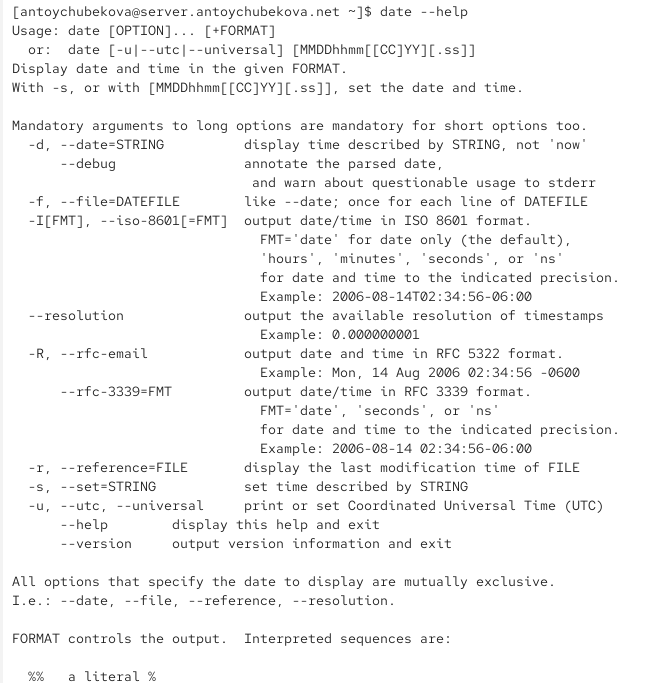 [antoychubekova@server.antoychubekova.net ~]$ date --help
Usage: date [OPTION]... [+FORMAT]
  or:  date [-u|--utc|--universal] [MMDDhhmm[[CC]YY][.ss]]
Display date and time in the given FORMAT.
With -s, or with [MMDDhhmm[[CC]YY][.ss]], set the date and time.

Mandatory arguments to long options are mandatory for short options too.
  -d, --date=STRING          display time described by STRING, not 'now'
      --debug                annotate the parsed date,
                              and warn about questionable usage to stderr
  -f, --file=DATEFILE        like --date; once for each line of DATEFILE
  -I[FMT], --iso-8601[=FMT]  output date/time in ISO 8601 format.
                               FMT='date' for date only (the default),
                               'hours', 'minutes', 'seconds', or 'ns'
                               for date and time to the indicated precision.
                               Example: 2006-08-14T02:34:56-06:00
  --resolution               output the available resolution of timestamps
                               Example: 0.000000001
  -R, --rfc-email            output date and time in RFC 5322 format.
                               Example: Mon, 14 Aug 2006 02:34:56 -0600
      --rfc-3339=FMT         output date/time in RFC 3339 format.
                               FMT='date', 'seconds', or 'ns'
                               for date and time to the indicated precision.
                               Example: 2006-08-14 02:34:56-06:00
  -r, --reference=FILE       display the last modification time of FILE
  -s, --set=STRING           set time described by STRING
  -u, --utc, --universal     print or set Coordinated Universal Time (UTC)
      --help        display this help and exit
      --version     output version information and exit

All options that specify the date to display are mutually exclusive.
I.e.: --date, --file, --reference, --resolution.

FORMAT controls the output.  Interpreted sequences are:

  %%   a literal %